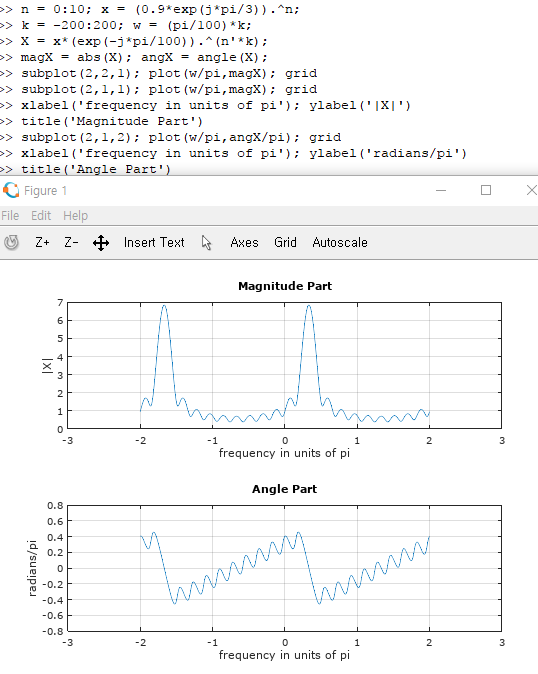 >> n = 0:10; x = (0.9*exp(j*pi/3)).^n;
>> k = -200:200; w = (pi/100)*k;
>> X = x*(exp(-j*pi/100)).^(n'*k);
>> magX = abs(X); angX = angle(X);
>> subplot(2,2,1); plot(w/pi,magX); grid
>> subplot(2,1,1); plot(w/pi,magX); grid
>> xlabel('frequency in units of pi'); ylabel('|X|')
>> title('Magnitude Part')
>> subplot(2,1,2); plot(w/pi,angX/pi); grid
>> xlabel('frequency in units of pi'); ylabel('radians/pi')
>> title('Angle Part')
Figure 1
File Edit Help
Z+ Z- Insert Text Axes Grid Autoscale
Magnitude Part
7
6
5
4
3
2
1
0
|X|
-3 -2 -1 0 1 2 3
frequency in units of pi
Angle Part
0.8
0.6
0.4
0.2
0
-0.2
-0.4
-0.6
-0.8
radians/pi
-3 -2 -1 0 1 2 3
frequency in units of pi